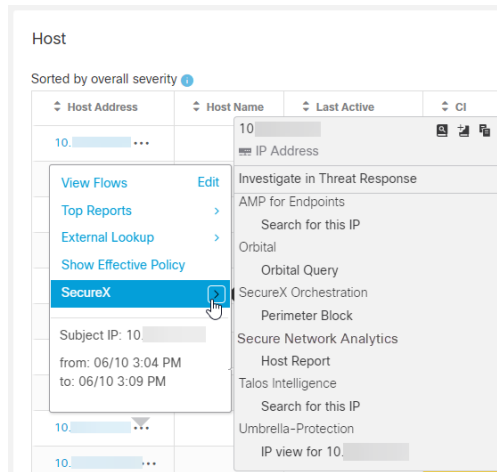 Host
Sorted by overall severity
Host Address Host Name Last Active CI
10. ...
10
IP Address
View Flows Edit
Top Reports
External Lookup
Show Effective Policy
SecureX
Subject IP: 10.
from: 06/10 3:04 PM
to: 06/10 3:09 PM
Investigate in Threat Response
AMP for Endpoints
Search for this IP
Orbital
Orbital Query
SecureX Orchestration
Perimeter Block
Secure Network Analytics
Host Report
Talos Intelligence
Search for this IP
Umbrella-Protection
IP view for 10.
10. ...
10. ...